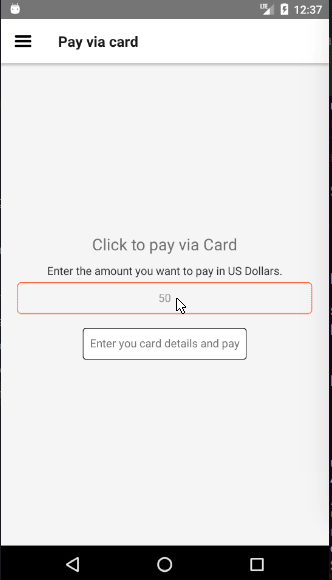 LTE 12:37
Pay via card
Click to pay via Card
Enter the amount you want to pay in US Dollars.
50
Enter you card details and pay